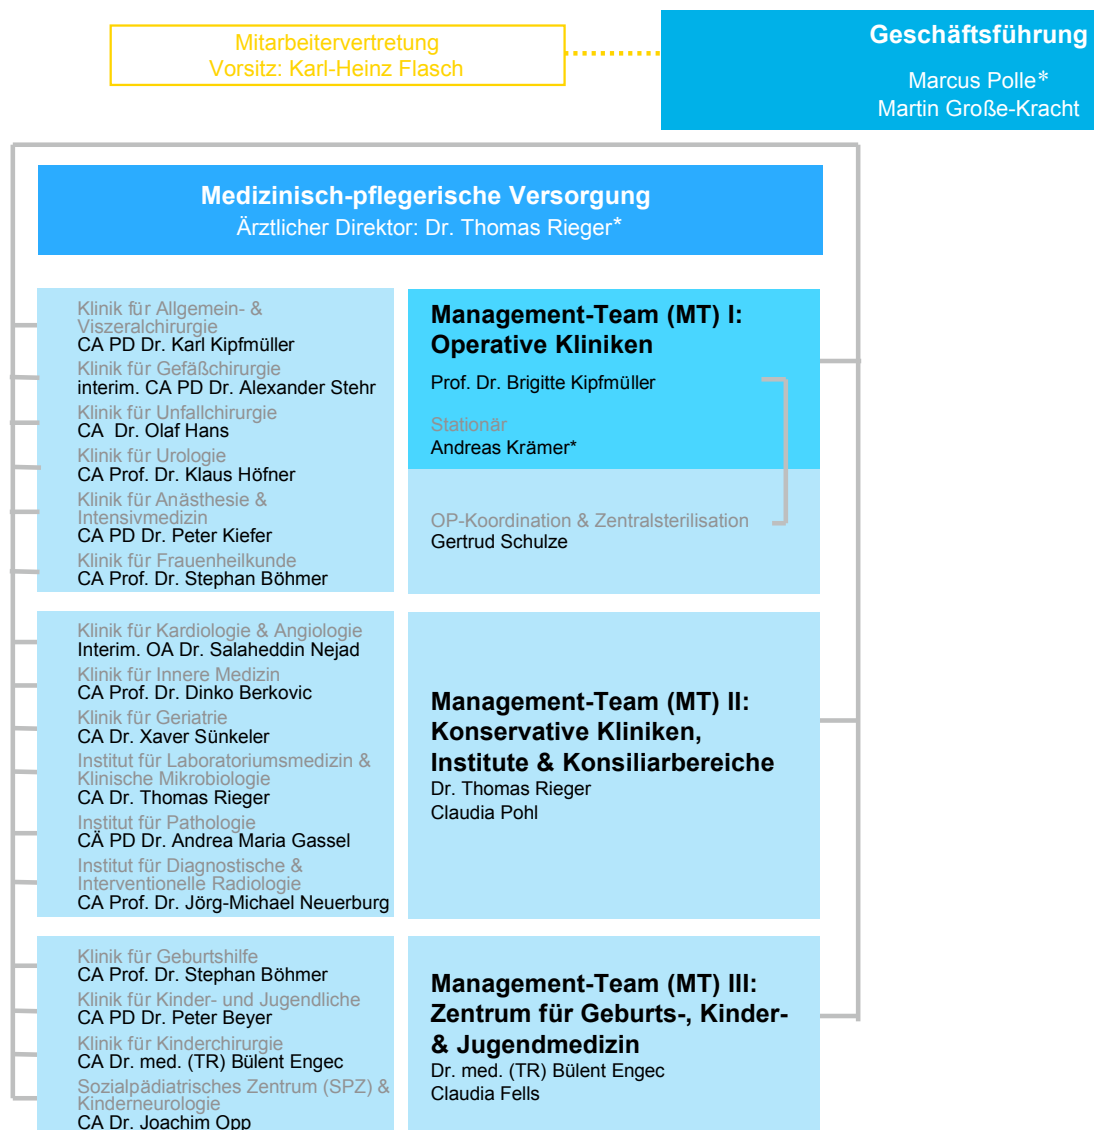 Mitarbeitervertretung
Vorsitz: Karl-Heinz Flasch
Geschäftsführung
Marcus Polle*
Martin Große-Kracht
Medizinisch-pflegerische Versorgung
Ärztlicher Direktor: Dr. Thomas Rieger*
Klinik für Allgemein- &
Viszeralchirurgie
CA PD Dr. Karl Kipfmüller
Klinik für Gefäßchirurgie
interim. CA PD Dr. Alexander Stehr
Klinik für Unfallchirurgie
CA Dr. Olaf Hans
Klinik für Urologie
CA Prof. Dr. Klaus Höfner
Klinik für Anästhesie &
Intensivmedizin
CA PD Dr. Peter Kiefer
Klinik für Frauenheilkunde
CA Prof. Dr. Stephan Böhmer
Management-Team (MT) I:
Operative Kliniken
Prof. Dr. Brigitte Kipfmüller
Stationär
Andreas Krämer*
OP-Koordination & Zentralsterilisation
Gertrud Schulze
Klinik für Kardiologie & Angiologie
Interim. OA Dr. Salaheddin Nejad
Klinik für Innere Medizin
CA Prof. Dr. Dinko Berkovic
Klinik für Geriatrie
CA Dr. Xaver Sünkeler
Institut für Laboratoriumsmedizin &
Klinische Mikrobiologie
CA Dr. Thomas Rieger
Institut für Pathologie
CÄ PD Dr. Andrea Maria Gassel
Institut für Diagnostische &
Interventionelle Radiologie
CA Prof. Dr. Jörg-Michael Neuerburg
Management-Team (MT) II:
Konservative Kliniken,
Institute & Konsiliarbereiche
Dr. Thomas Rieger
Claudia Pohl
Klinik für Geburtshilfe
CA Prof. Dr. Stephan Böhmer
Klinik für Kinder- und Jugendliche
CA PD Dr. Peter Beyer
Klinik für Kinderchirurgie
CA Dr. med. (TR) Bülent Engec
Sozialpädiatrisches Zentrum (SPZ) &
Kinderneurologie
CA Dr. Joachim Opp
Management-Team (MT) III:
Zentrum für Geburts-, Kinder-
& Jugendmedizin
Dr. med. (TR) Bülent Engec
Claudia Fells